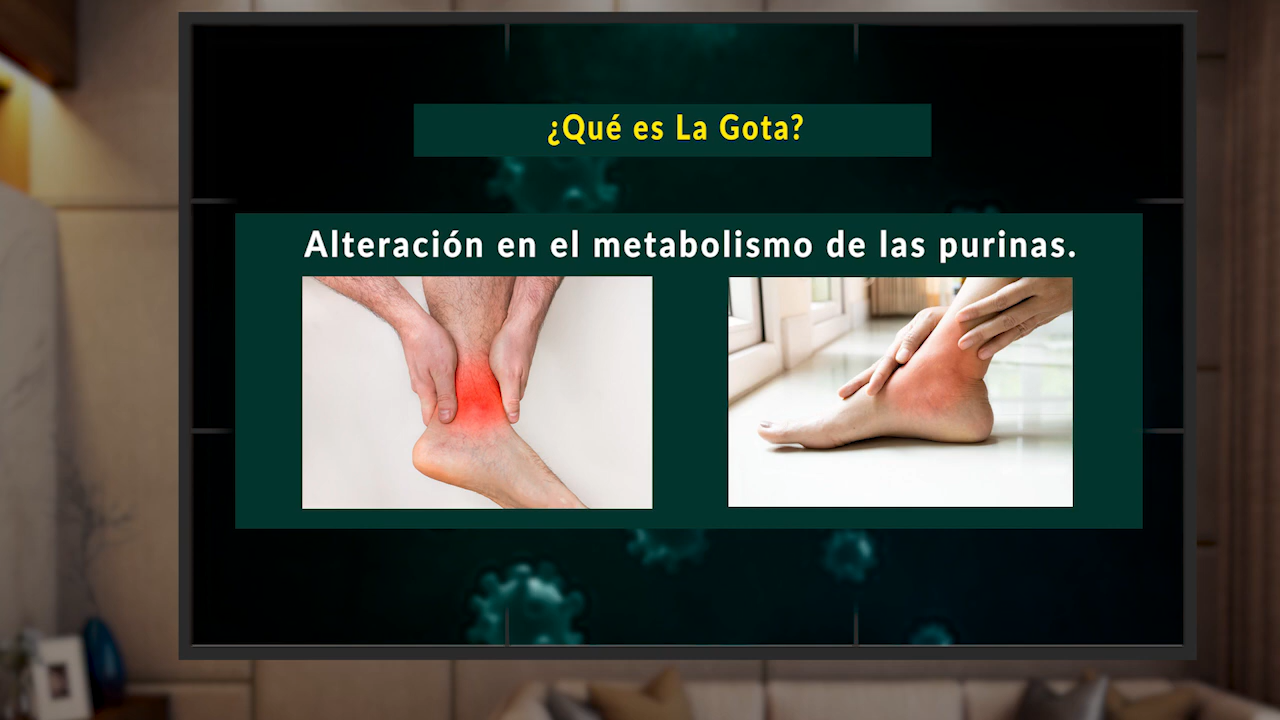 ¿Qué es La Gota?
Alteración en el metabolismo de las purinas.